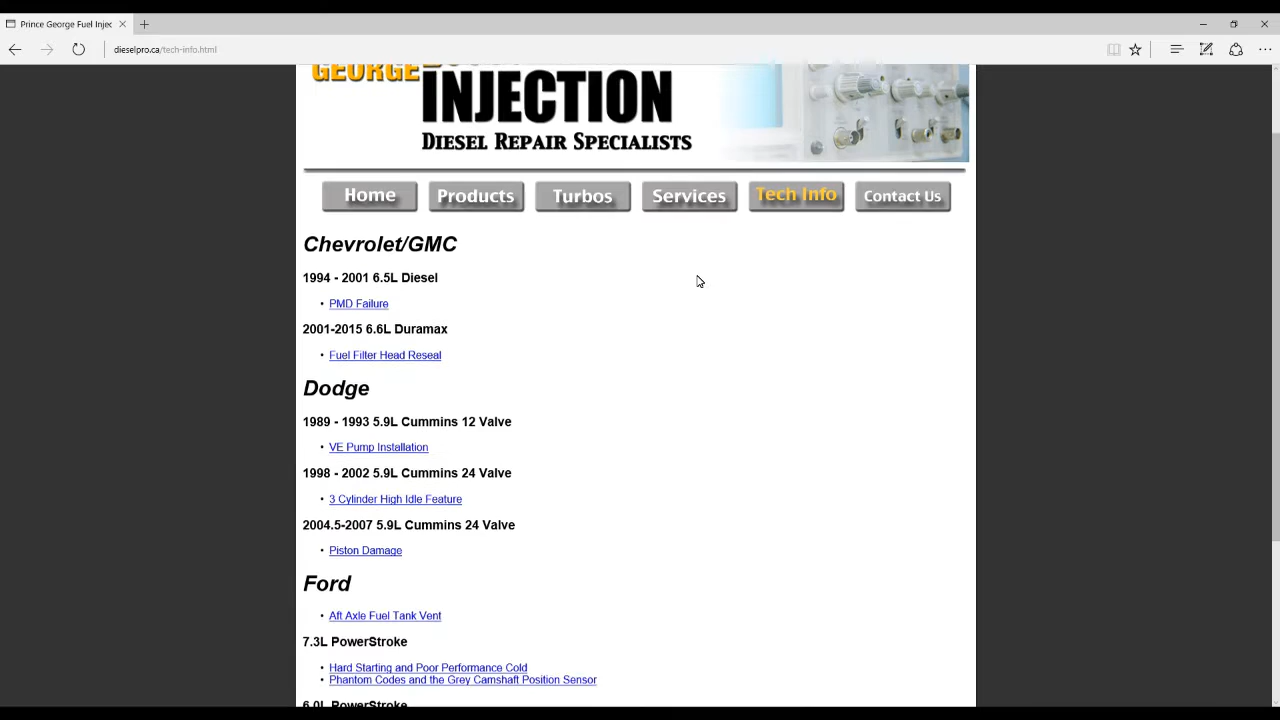 Prince George Fuel Injec
dieselpro.ca/tech-info.html
GEORGE
INJECTION
DIESEL REPAIR SPECIALISTS
Home Products Turbos Services Tech Info Contact Us
Chevrolet/GMC
1994 - 2001 6.5L Diesel
• PMD Failure
2001-2015 6.6L Duramax
• Fuel Filter Head Reseal
Dodge
1989 - 1993 5.9L Cummins 12 Valve
• VE Pump Installation
1998 - 2002 5.9L Cummins 24 Valve
• 3 Cylinder High Idle Feature
2004.5-2007 5.9L Cummins 24 Valve
• Piston Damage
Ford
• Aft Axle Fuel Tank Vent
7.3L PowerStroke
• Hard Starting and Poor Performance Cold
• Phantom Codes and the Grey Camshaft Position Sensor
6.0L PowerStroke